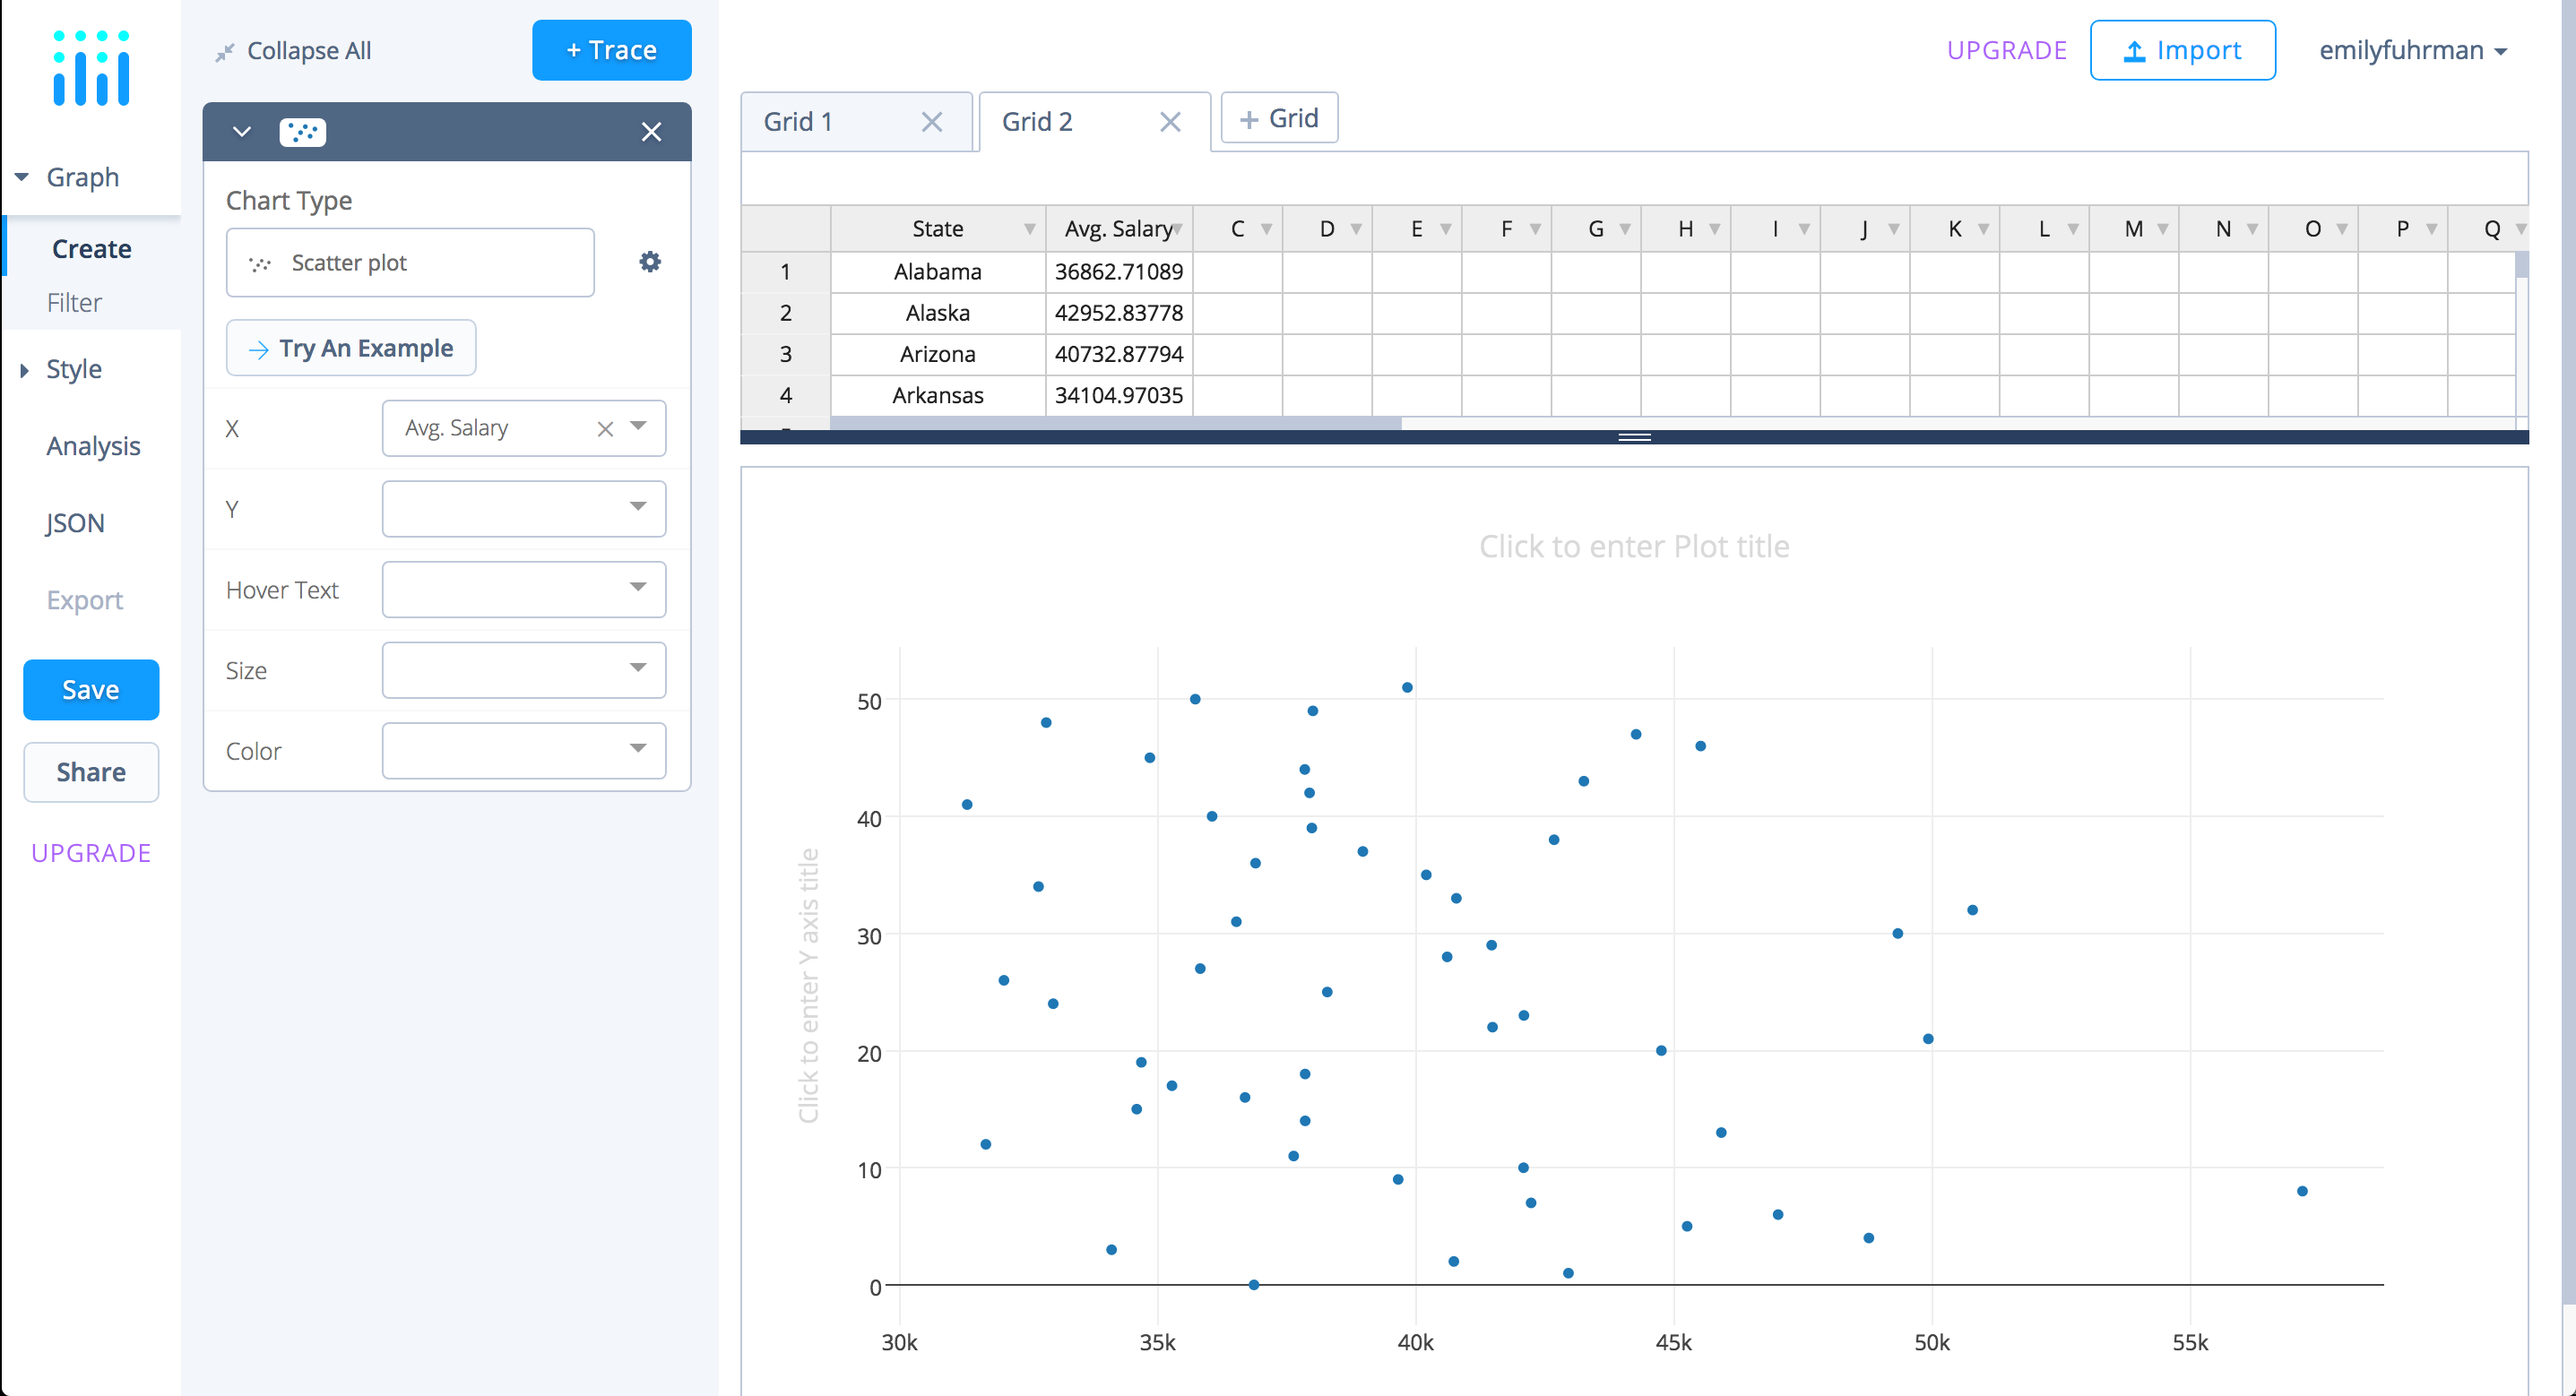 Collapse All
+ Trace
UPGRADE
Import
emilyfuhrman
Graph
Create
Filter
Style
Analysis
JSON
Export
Save
Share
UPGRADE
Chart Type
Scatter plot
Try An Example
X
Avg. Salary
Y
Hover Text
Size
Color
Grid 1
Grid 2
+ Grid
State Avg. Salary C D E F G H I J K L M N O P Q
1 Alabama 36862.71089
2 Alaska 42952.83778
3 Arizona 40732.87794
4 Arkansas 34104.97035
Click to enter Plot title
Click to enter Y axis title
50
40
30
20
10
0
30k 35k 40k 45k 50k 55k